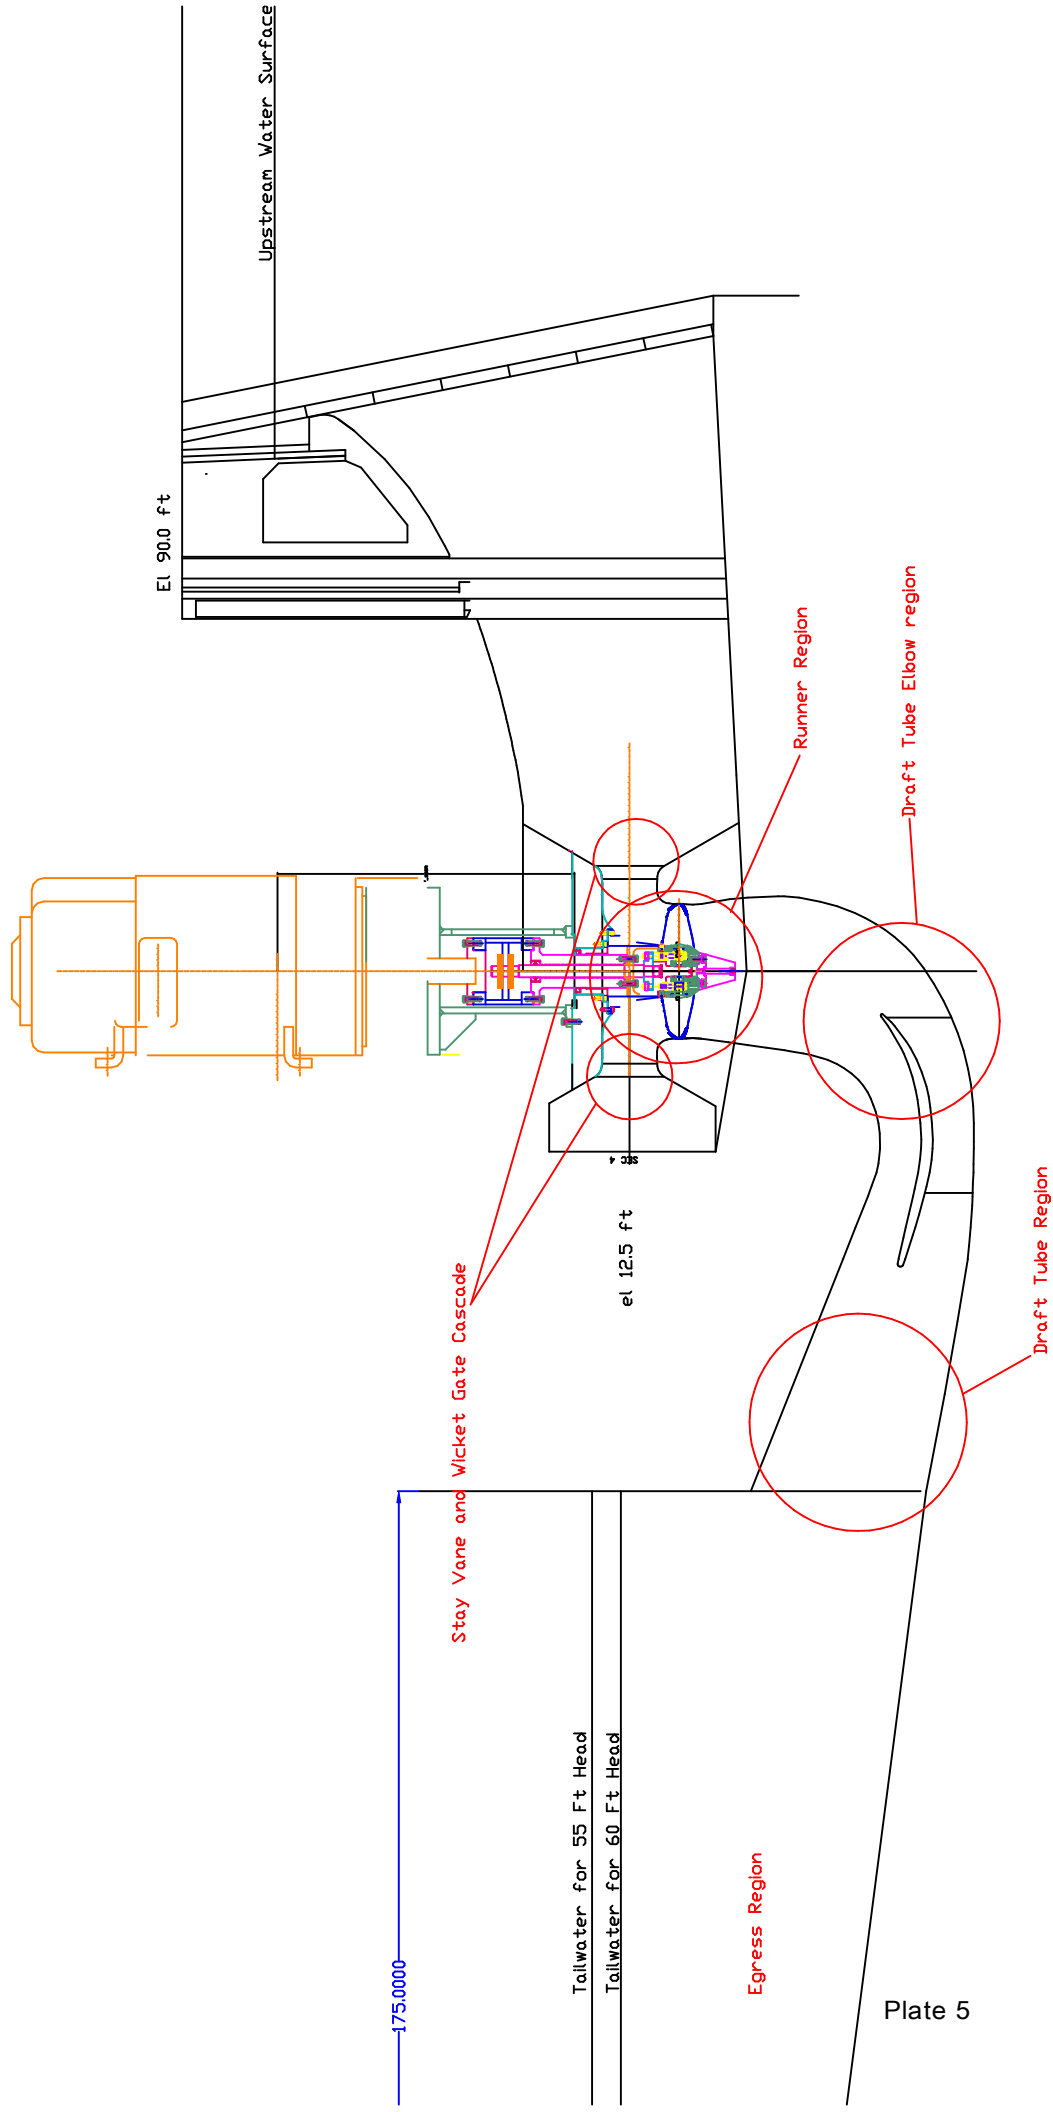 Upstream Water Surface
El 90.0 ft
Runner Region
Draft Tube Elbow region
SEC 4
el 12.5 ft
Stay Vane and Wicket Gate Cascade
Draft Tube Region
Tailwater for 55 Ft Head
Tailwater for 60 Ft Head
Egress Region
175.0000
Plate 5